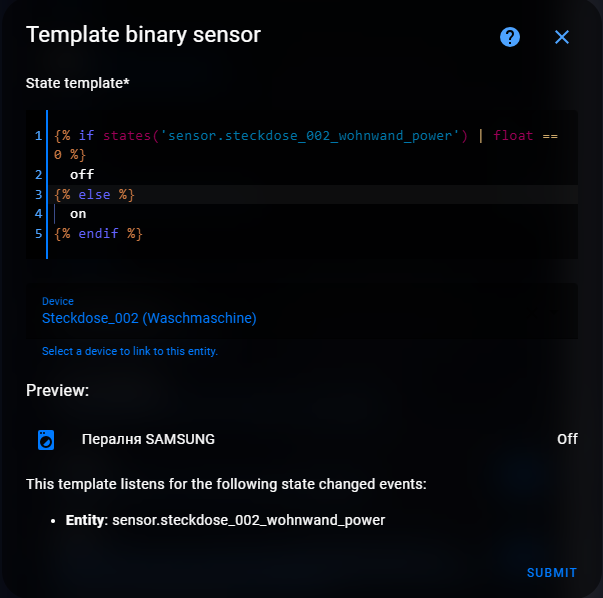 Template binary sensor
State template*
1 {% if states('sensor.steckdose_002_wohnwand_power') | float ==
0 %}
2 off
3 {% else %}
4 on
5 {% endif %}
Device
Steckdose_002 (Waschmaschine)
Select a device to link to this entity.
Preview:
Пералня SAMSUNG Off
This template listens for the following state changed events:
• Entity: sensor.steckdose_002_wohnwand_power
SUBMIT